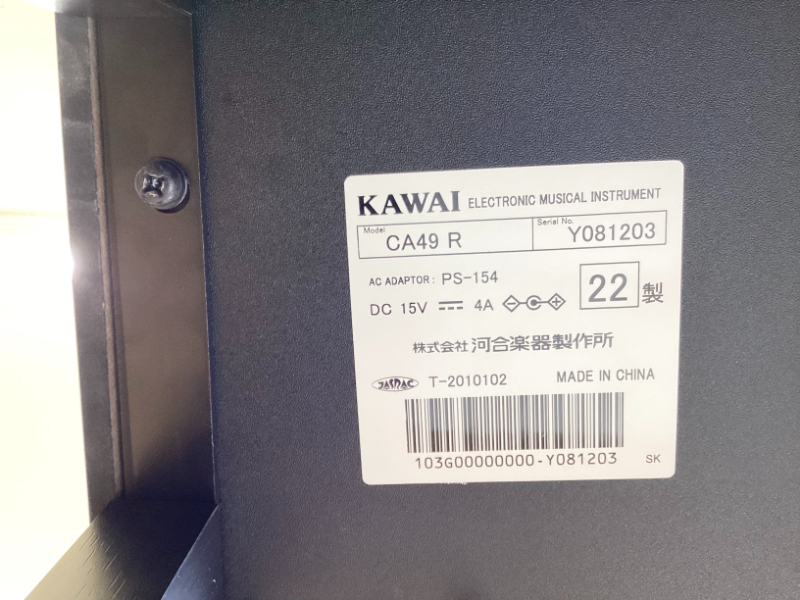 KAWAI ELECTRONIC MUSICAL INSTRUMENT
Model CA49 R Serial No. Y081203
AC ADAPTOR: PS-154
DC 15V 4A 22 製
株式会社 河合楽器製作所
JASRAC T-2010102 MADE IN CHINA
103G00000000-Y081203 SK